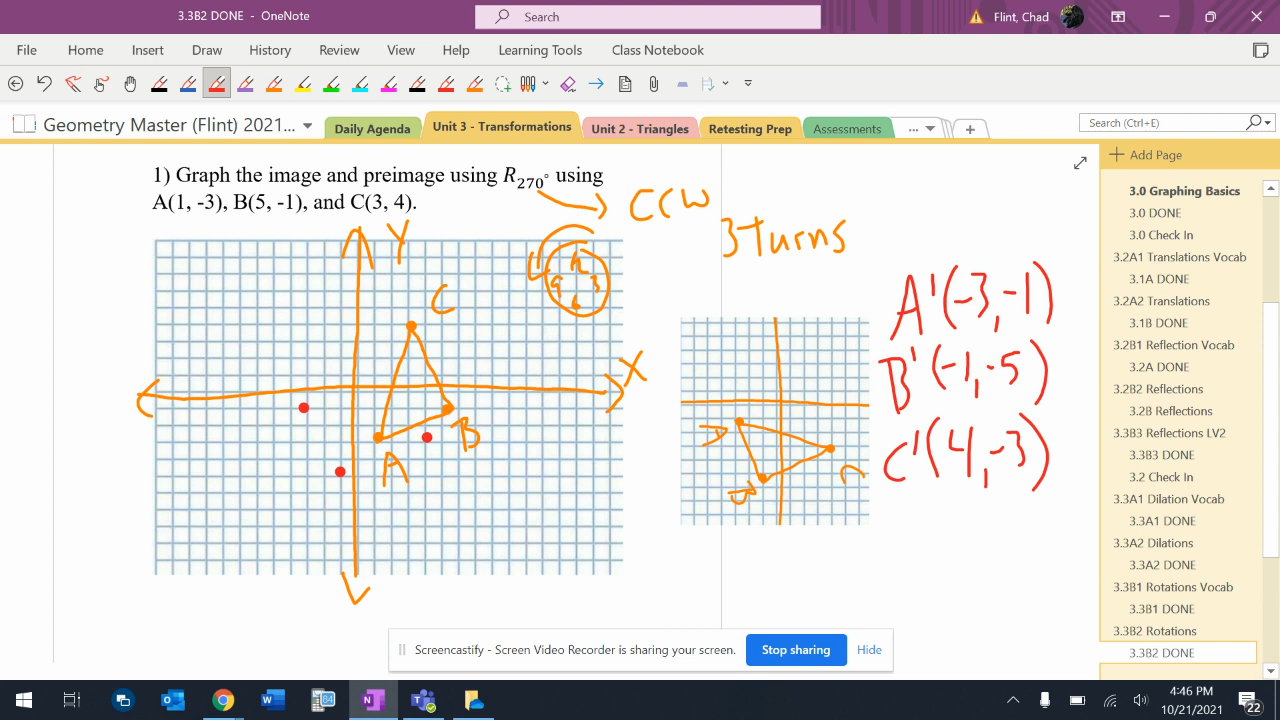 3.3B2 DONE - OneNote
Search
Flint, Chad
File Home Insert Draw History Review View Help Learning Tools Class Notebook
Geometry Master (Flint) 2021...
Daily Agenda
Unit 3 - Transformations
Unit 2 - Triangles
Retesting Prep
Assessments
...
+
Search (Ctrl+E)
1) Graph the image and preimage using R270° using
A(1, -3), B(5, -1), and C(3, 4).
CCW
3 turns
Y
X
C
B
A
12
9 3
6
A'(-3, -1)
B'(-1, -5)
C'(4, -3)
Add Page
3.0 Graphing Basics
3.0 DONE
3.0 Check In
3.2A1 Translations Vocab
3.1A DONE
3.2A2 Translations
3.1B DONE
3.2B1 Reflection Vocab
3.2A DONE
3.2B2 Reflections
3.2B Reflections
3.3B3 Reflections LV2
3.3B DONE
3.2 Check In
3.3A1 Dilation Vocab
3.3A1 DONE
3.3A2 Dilations
3.3A2 DONE
3.3B1 Rotations Vocab
3.3B1 DONE
3.3B2 Rotations
3.3B2 DONE
Screencastify - Screen Video Recorder is sharing your screen.
Stop sharing
Hide
84
4:46 PM
10/21/2021
22